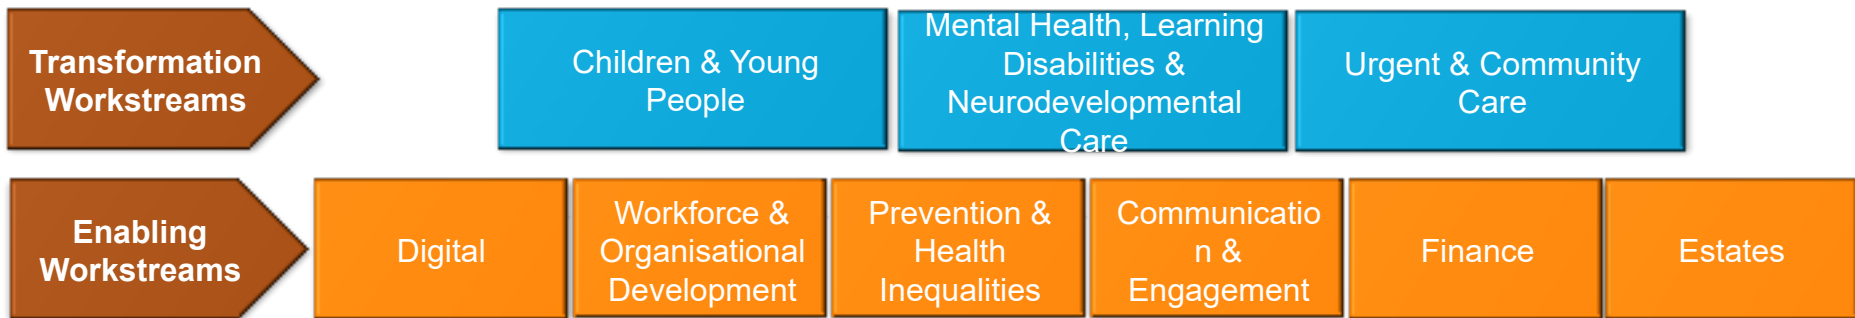 Transformation
Workstreams
Children & Young
People
Mental Health, Learning
Disabilities &
Neurodevelopmental
Care
Urgent & Community
Care
Enabling
Workstreams
Digital
Workforce &
Organisational
Development
Prevention &
Health
Inequalities
Communicatio
n &
Engagement
Finance
Estates